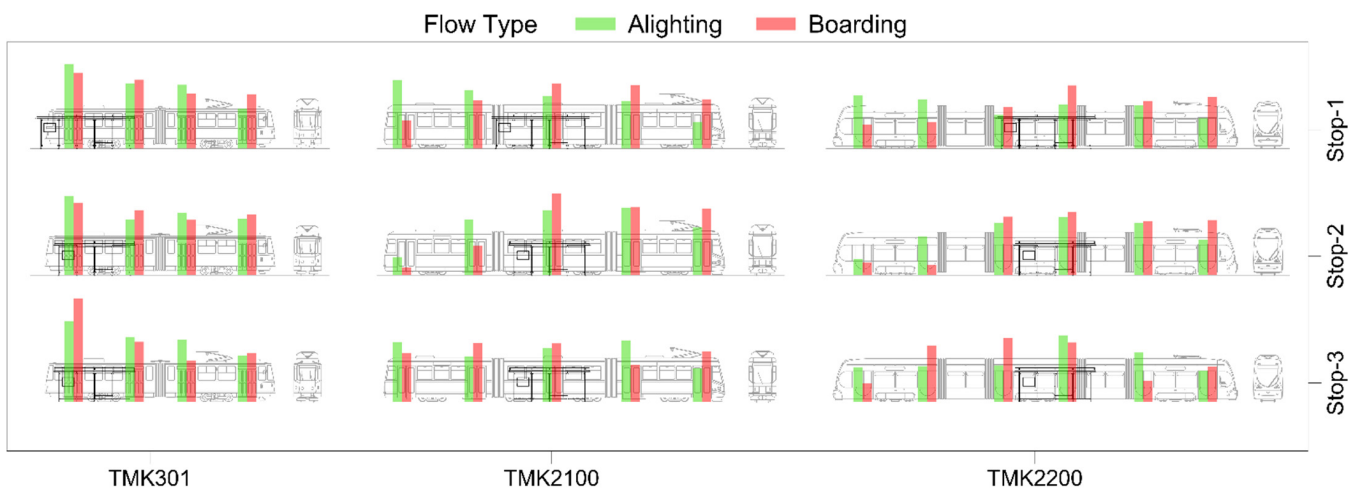 Flow Type Alighting Boarding
Stop-1
Stop-2
Stop-3
TMK301 TMK2100 TMK2200